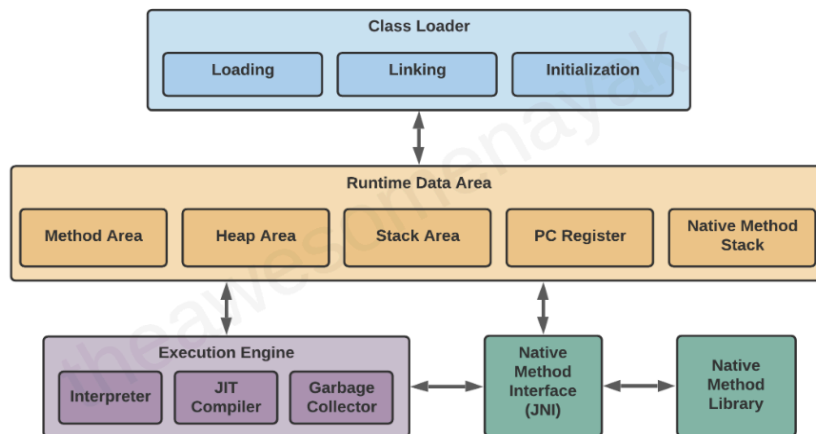 Class Loader
Loading
Linking
Initialization
Runtime Data Area
Method Area
Heap Area
Stack Area
PC Register
Native Method
Stack
Execution Engine
Interpreter
JIT
Compiler
Garbage
Collector
Native
Method
Interface
(JNI)
Native
Method
Library
theawesomenayak